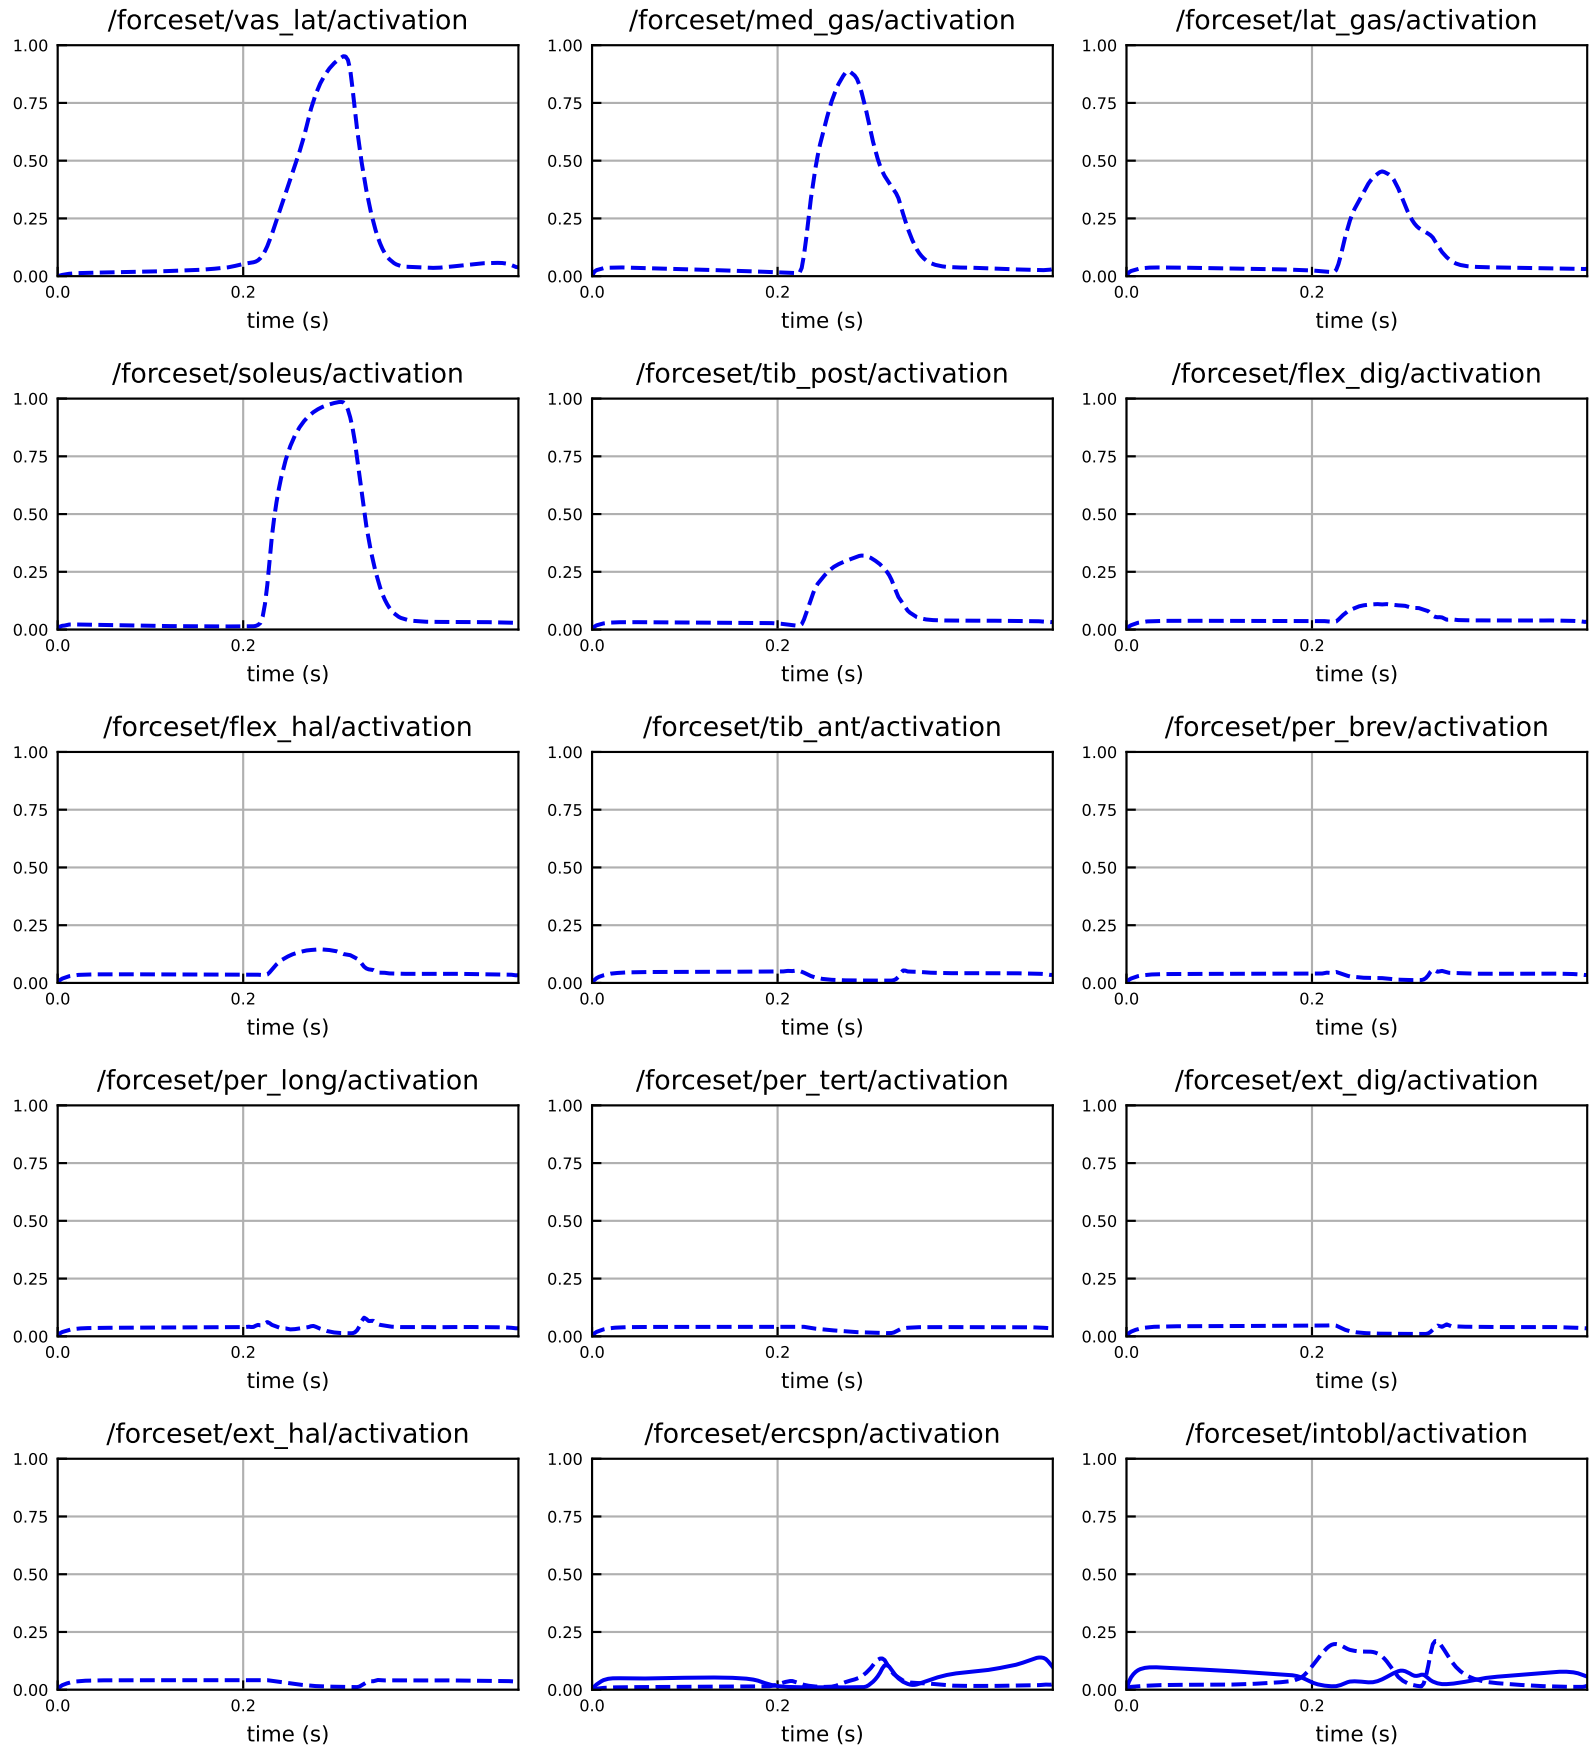 /forceset/vas_lat/activation /forceset/med_gas/activation /forceset/lat_gas/activation
1.00 1.00 1.00
0.75 0.75 0.75
0.50 0.50 0.50
0.25 0.25 0.25
0.00 0.00 0.00
0.0 0.2 0.0 0.2 0.0 0.2
time (s) time (s) time (s)
/forceset/soleus/activation /forceset/tib_post/activation /forceset/flex_dig/activation
1.00 1.00 1.00
0.75 0.75 0.75
0.50 0.50 0.50
0.25 0.25 0.25
0.00 0.00 0.00
0.0 0.2 0.0 0.2 0.0 0.2
time (s) time (s) time (s)
/forceset/flex_hal/activation /forceset/tib_ant/activation /forceset/per_brev/activation
1.00 1.00 1.00
0.75 0.75 0.75
0.50 0.50 0.50
0.25 0.25 0.25
0.00 0.00 0.00
0.0 0.2 0.0 0.2 0.0 0.2
time (s) time (s) time (s)
/forceset/per_long/activation /forceset/per_tert/activation /forceset/ext_dig/activation
1.00 1.00 1.00
0.75 0.75 0.75
0.50 0.50 0.50
0.25 0.25 0.25
0.00 0.00 0.00
0.0 0.2 0.0 0.2 0.0 0.2
time (s) time (s) time (s)
/forceset/ext_hal/activation /forceset/ercspn/activation /forceset/intobl/activation
1.00 1.00 1.00
0.75 0.75 0.75
0.50 0.50 0.50
0.25 0.25 0.25
0.00 0.00 0.00
0.0 0.2 0.0 0.2 0.0 0.2
time (s) time (s) time (s)